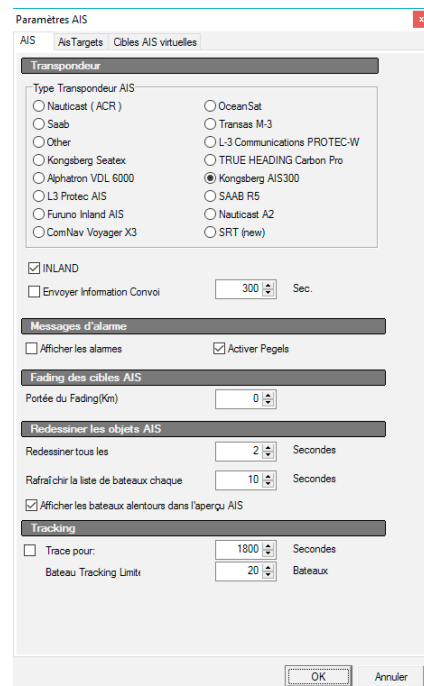 Paramètres AIS
x
AIS AisTargets Cibles AIS virtuelles
Transpondeur
Type Transpondeur AIS
Nauticast ( ACR ) OceanSat
Saab Transas M-3
Other L-3 Communications PROTEC-W
Kongsberg Seatex TRUE HEADING Carbon Pro
Alphatron VDL 6000 Kongsberg AIS300
L3 Protec AIS SAAB R5
Furuno Inland AIS Nauticast A2
ComNav Voyager X3 SRT (new)
INLAND
Envoyer Information Convoi 300 Sec.
Messages d'alarme
Afficher les alarmes Activer Pegels
Fading des cibles AIS
Portée du Fading(Km) 0
Redessiner les objets AIS
Redessiner tous les 2 Secondes
Rafraîchir la liste de bateaux chaque 10 Secondes
Afficher les bateaux alentours dans l'aperçu AIS
Tracking
Trace pour: 1800 Secondes
Bateau Tracking Limite 20 Bateaux
OK Annuler